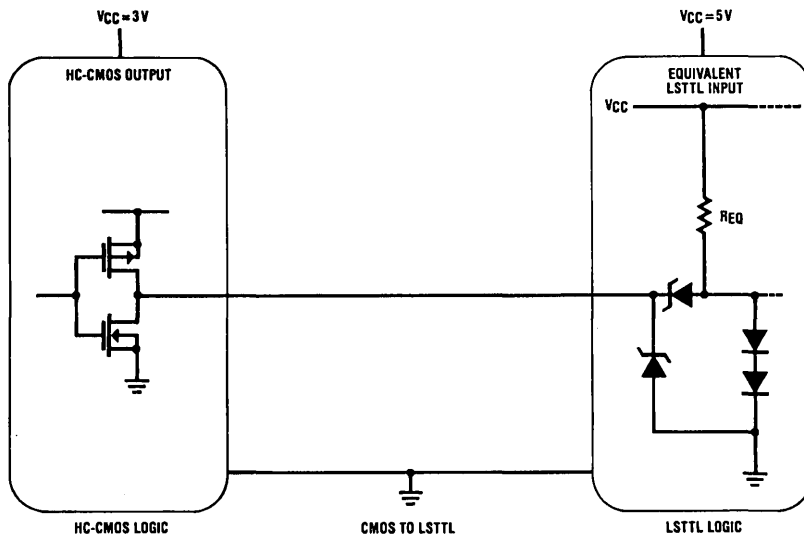 VCC = 3V
VCC = 5V
HC-CMOS OUTPUT
EQUIVALENT
LSTTL INPUT
VCC
REQ
HC-CMOS LOGIC
CMOS TO LSTTL
LSTTL LOGIC